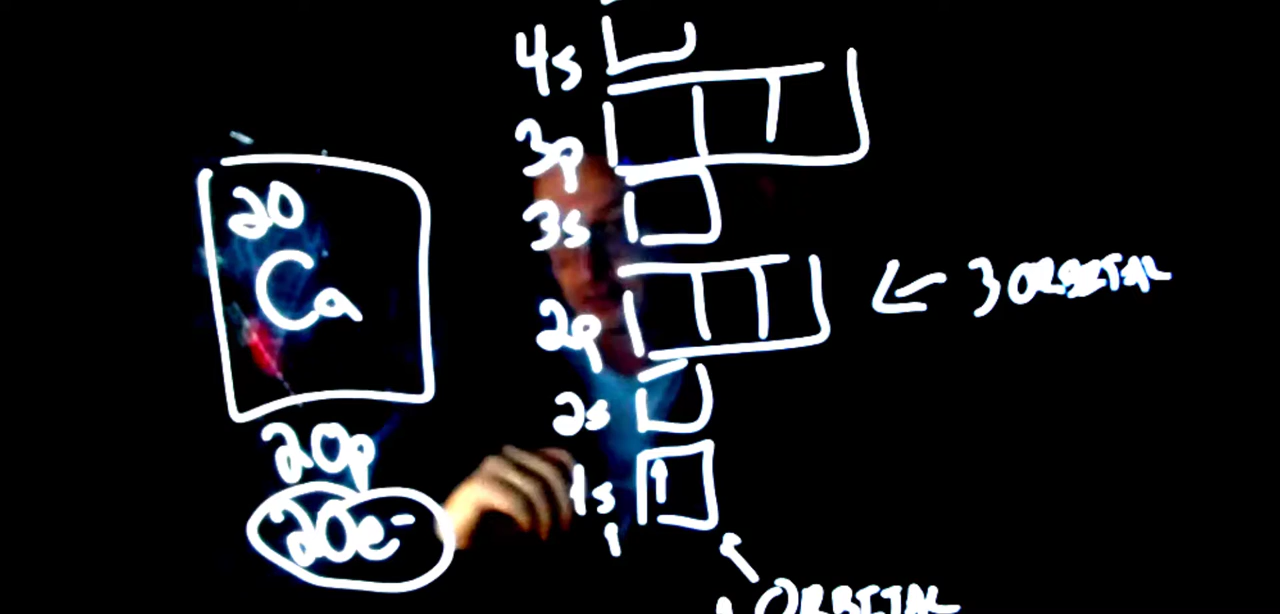 4s
3p
3s
2p
2s
1s
20
Ca
20p
20e-
← 3 ORBITAL
↑
ORBITAL